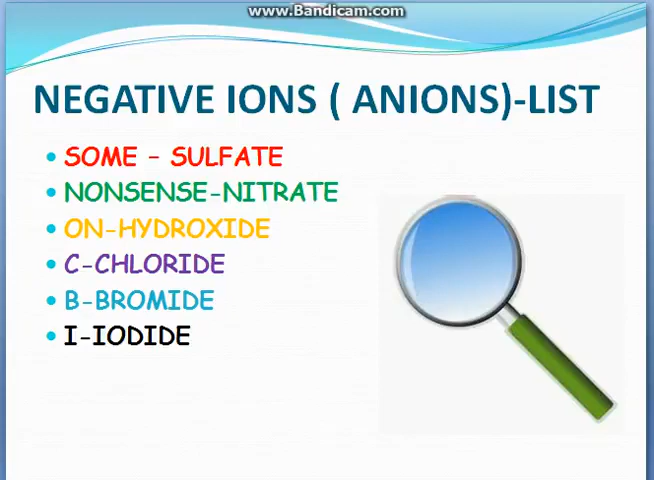 www.Bandicam.com
NEGATIVE IONS ( ANIONS)-LIST
SOME – SULFATE
NONSENSE-NITRATE
ON-HYDROXIDE
C-CHLORIDE
B-BROMIDE
I-IODIDE